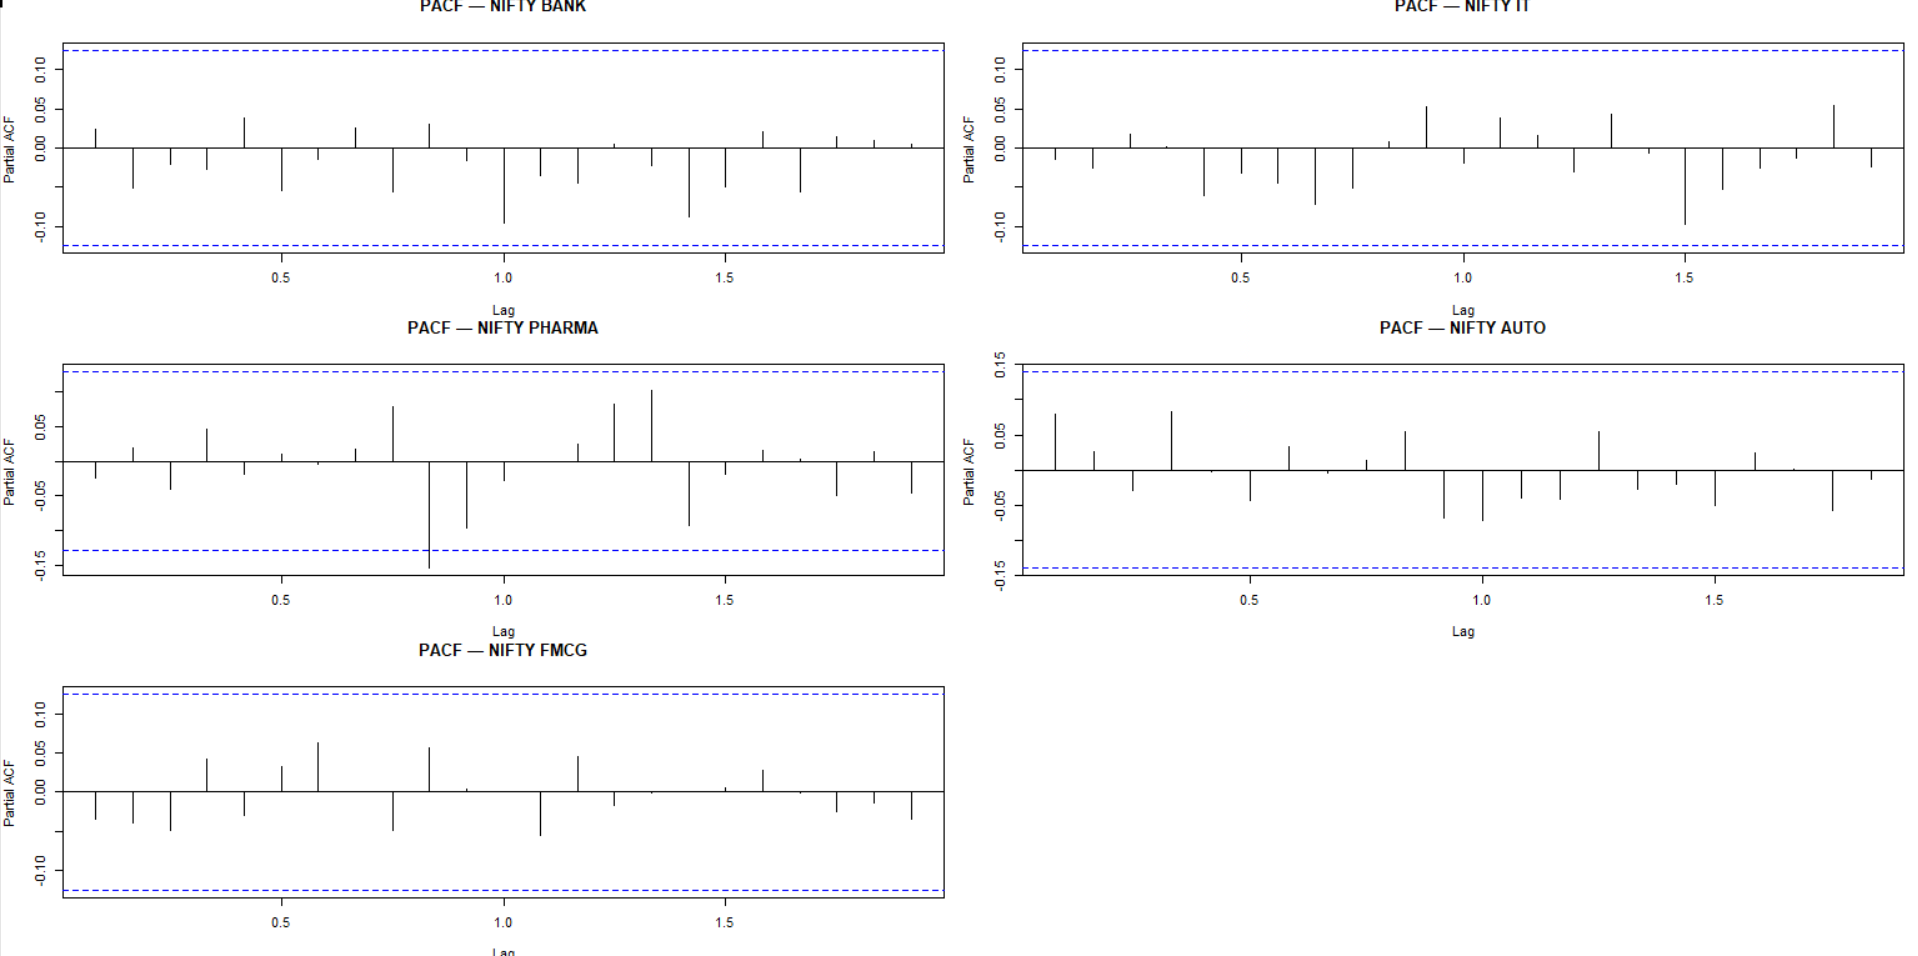 PACF — NIFTY BANK
Partial ACF
0.10
0.05
0.00
-0.10
0.5 1.0 1.5
Lag
PACF — NIFTY IT
Partial ACF
0.10
0.05
0.00
-0.10
0.5 1.0 1.5
Lag
PACF — NIFTY PHARMA
Partial ACF
0.05
-0.05
-0.15
0.5 1.0 1.5
Lag
PACF — NIFTY AUTO
Partial ACF
0.15
0.05
-0.05
-0.15
0.5 1.0 1.5
Lag
PACF — NIFTY FMCG
Partial ACF
0.10
0.05
0.00
-0.10
0.5 1.0 1.5
Lag